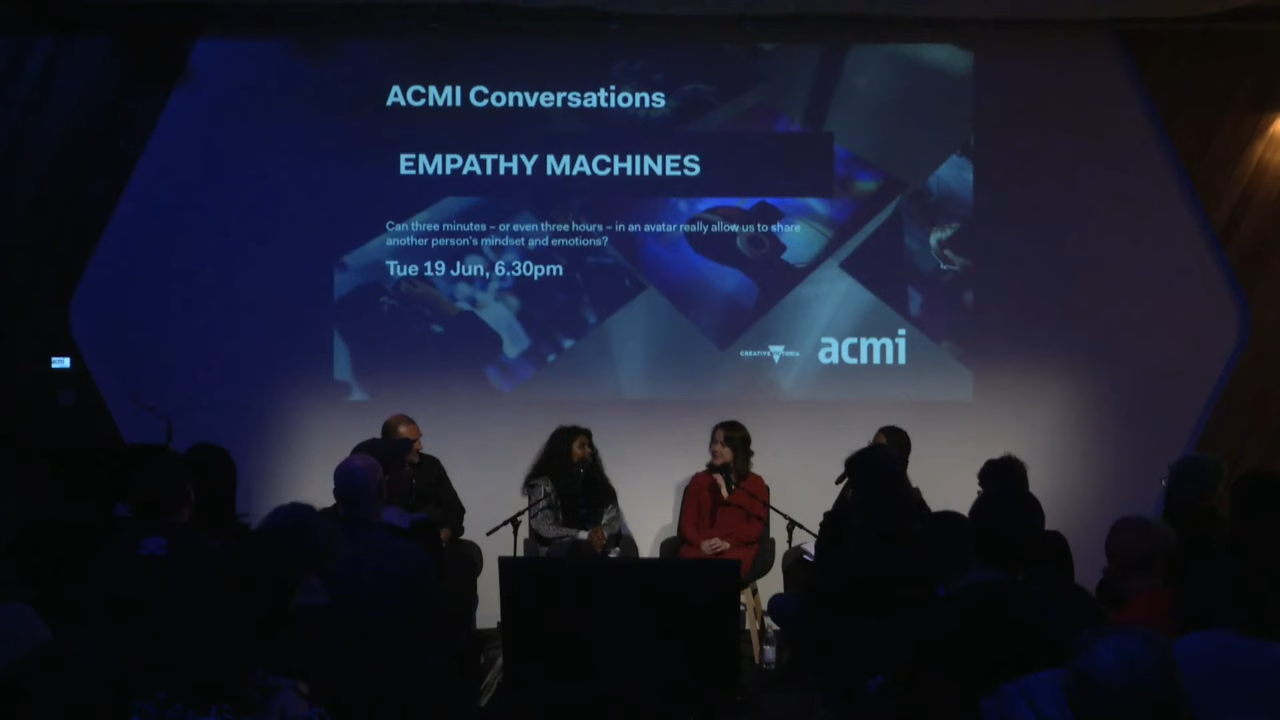 ACMI Conversations
EMPATHY MACHINES
Can three minutes – or even three hours – in an avatar really allow us to share
another person's mindset and emotions?
Tue 19 Jun, 6.30pm
CREATIVE VICTORIA
acmi
acmi